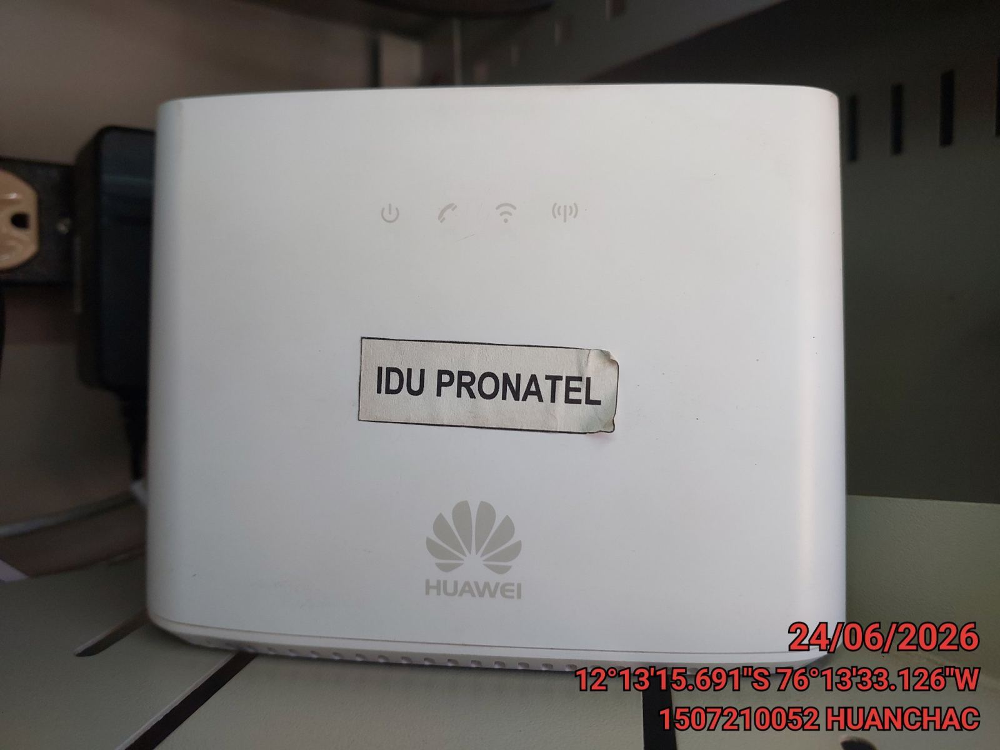 IDU PRONATEL
HUAWEI
24/06/2026
12°13'15.691"S 76°13'33.126"W
1507210052 HUANCHAC